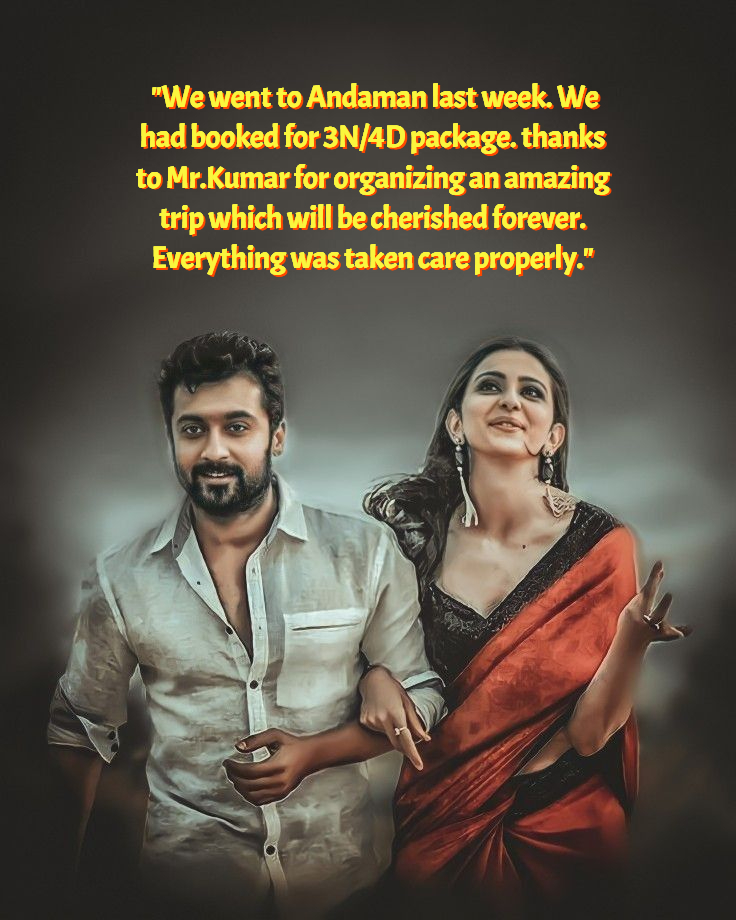 "We went to Andaman last week. We
had booked for 3N/4D package. thanks
to Mr.Kumar for organizing an amazing
trip which will be cherished forever.
Everything was taken care properly."